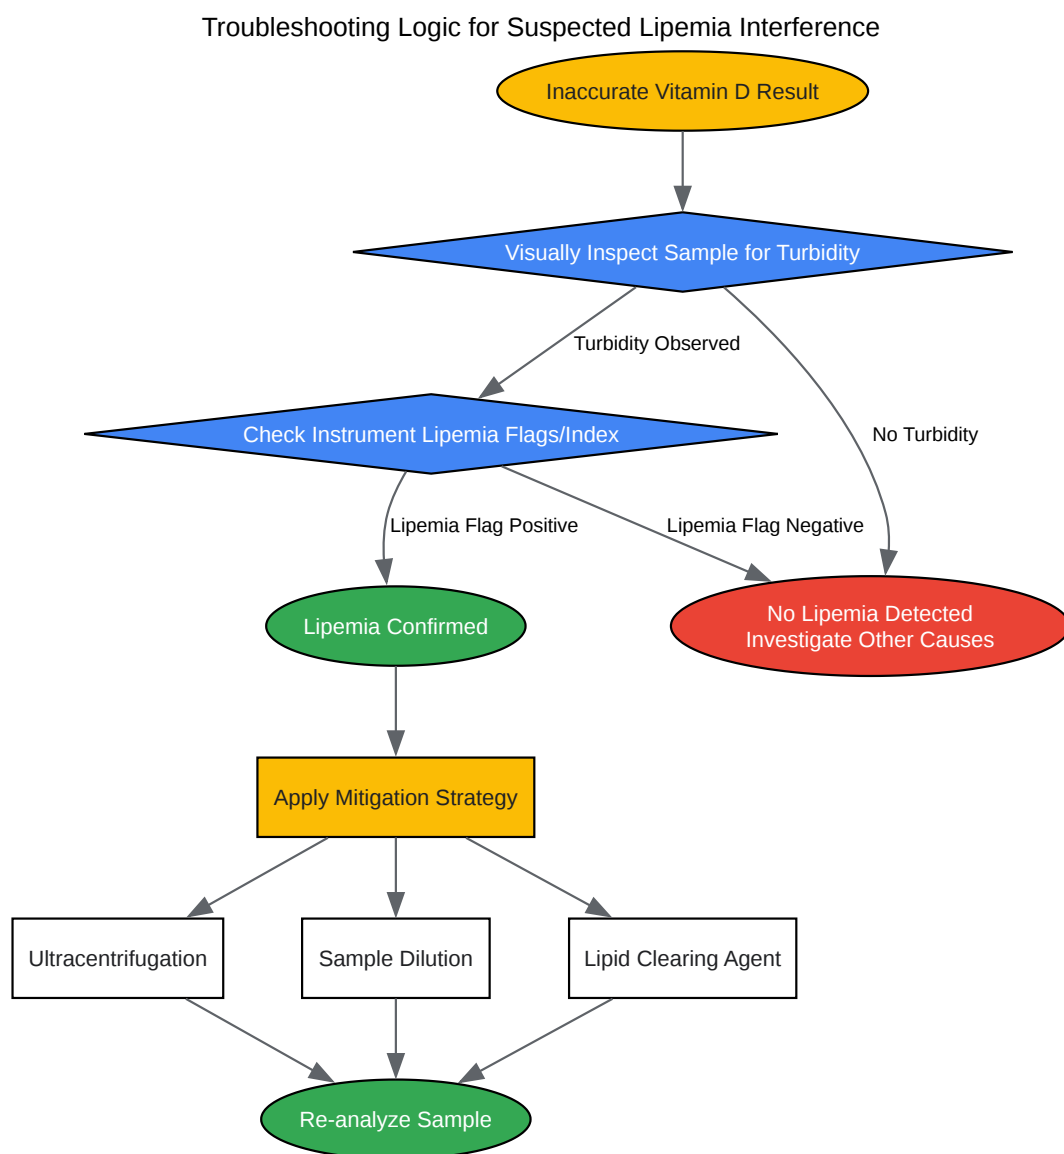 Troubleshooting Logic for Suspected Lipemia Interference
Inaccurate Vitamin D Result
Visually Inspect Sample for Turbidity
Turbidity Observed
No Turbidity
Check Instrument Lipemia Flags/Index
Lipemia Flag Positive
Lipemia Flag Negative
Lipemia Confirmed
No Lipemia Detected
Investigate Other Causes
Apply Mitigation Strategy
Ultracentrifugation
Sample Dilution
Lipid Clearing Agent
Re-analyze Sample